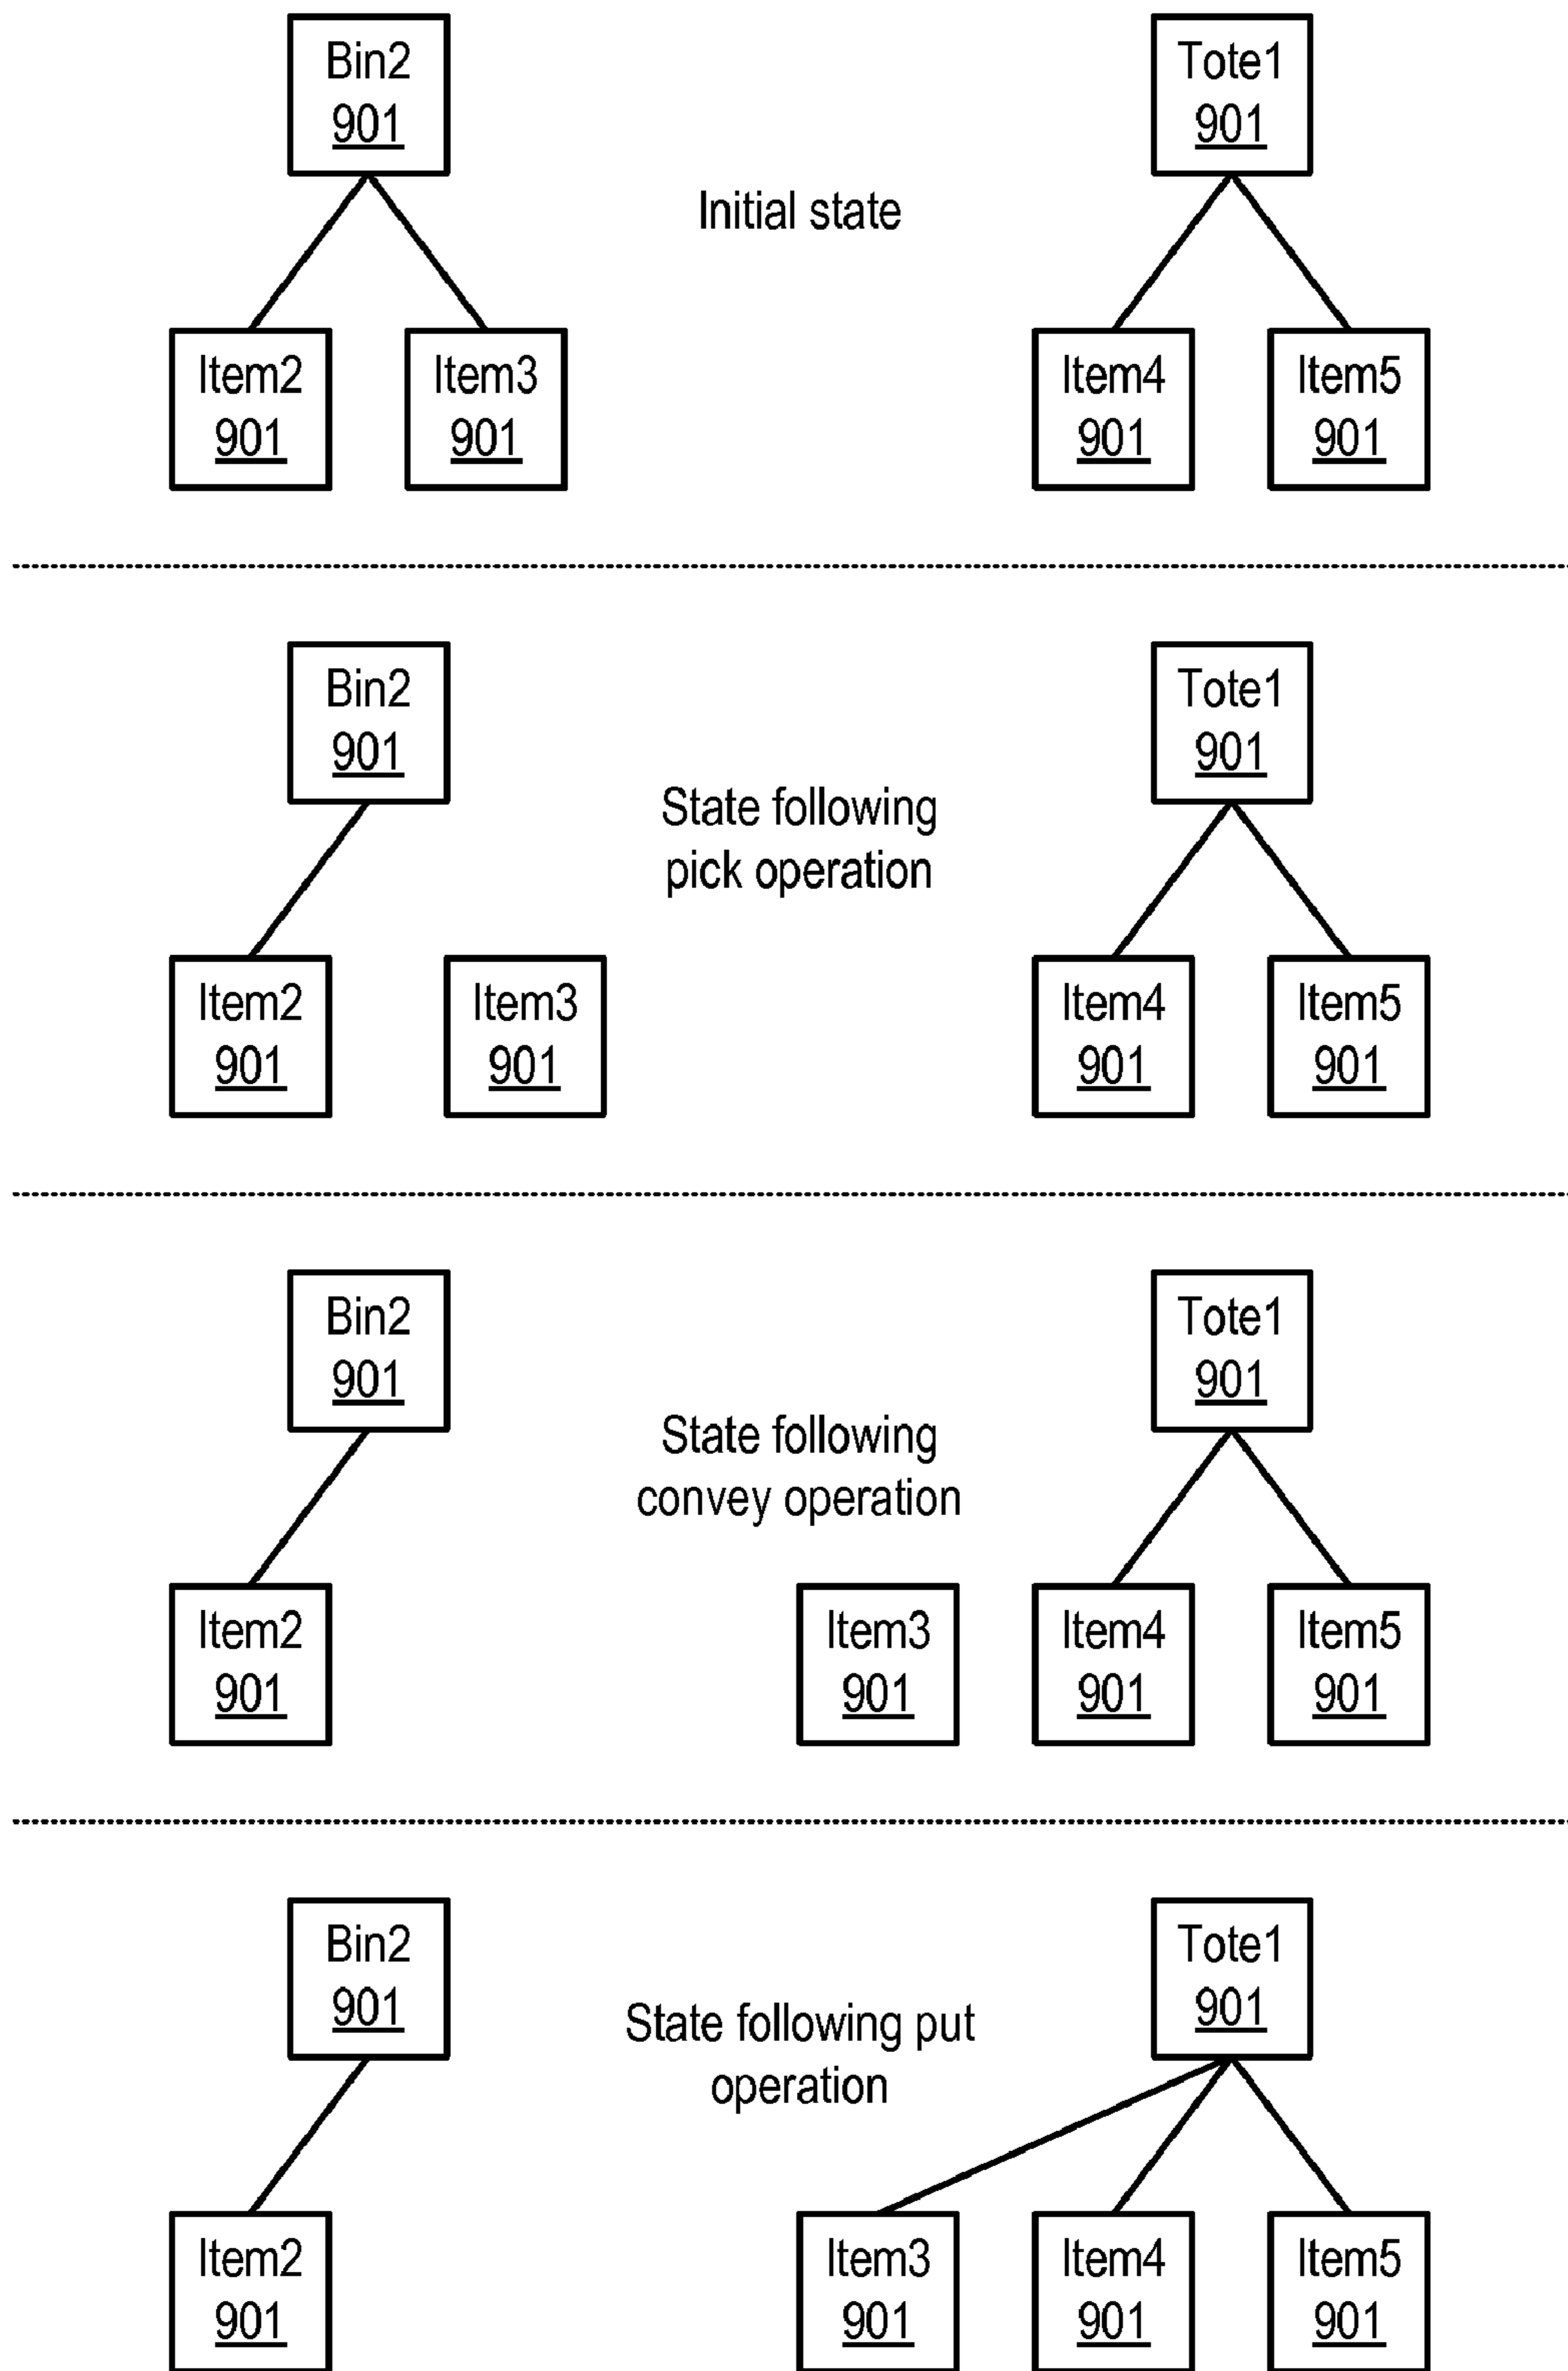 Bin2
901
Tote1
901
Initial state
Item2
901
Item3
901
Item4
901
Item5
901
Bin2
901
Tote1
901
State following
pick operation
Item2
901
Item3
901
Item4
901
Item5
901
Bin2
901
Tote1
901
State following
convey operation
Item2
901
Item3
901
Item4
901
Item5
901
Bin2
901
Tote1
901
State following put
operation
Item2
901
Item3
901
Item4
901
Item5
901